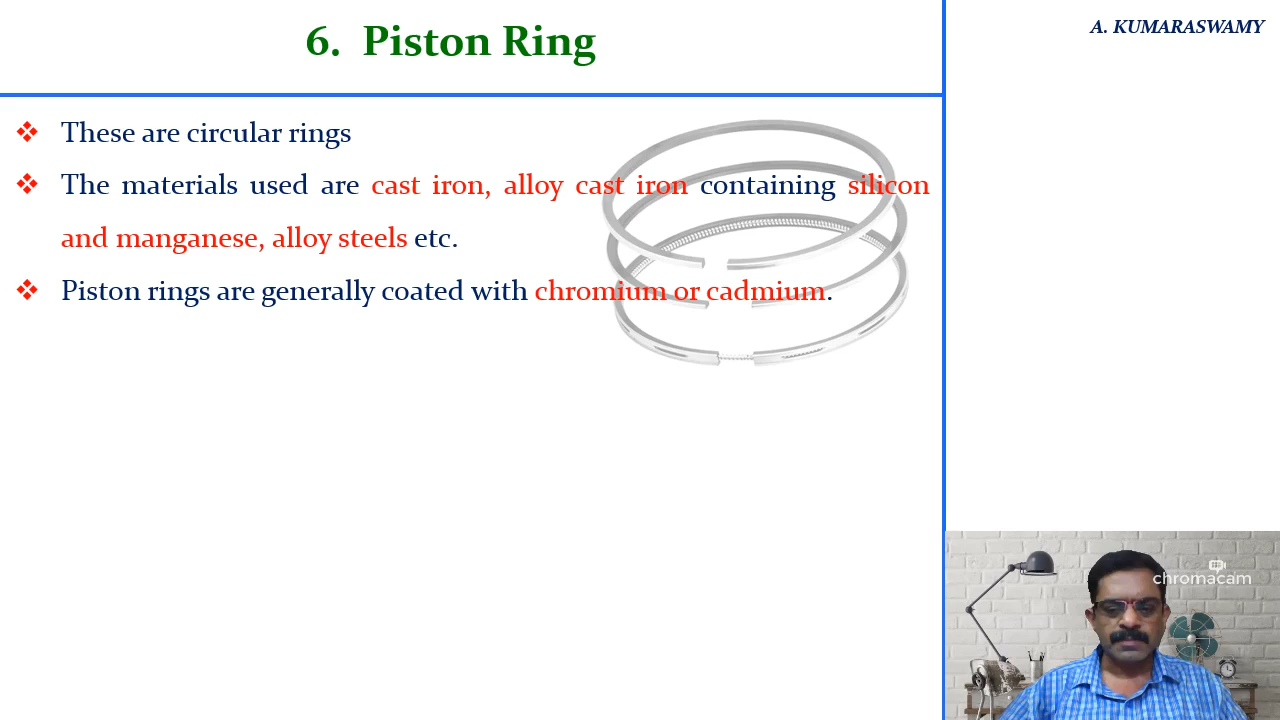 6. Piston Ring
A. KUMARASWAMY
❖ These are circular rings
❖ The materials used are cast iron, alloy cast iron containing silicon
and manganese, alloy steels etc.
❖ Piston rings are generally coated with chromium or cadmium.
chromacam